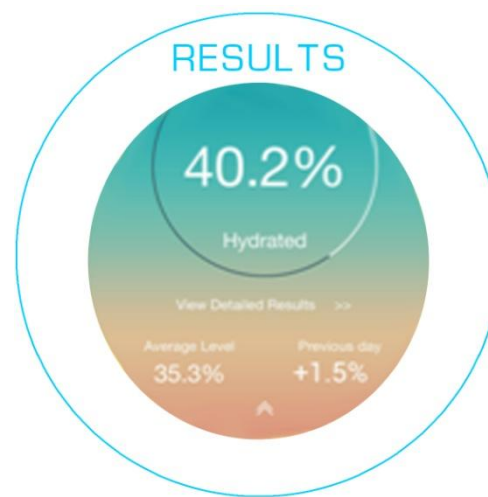 RESULTS
40.2%
Hydrated
View Detailed Results >>
Average Level Previous day
35.3% +1.5%